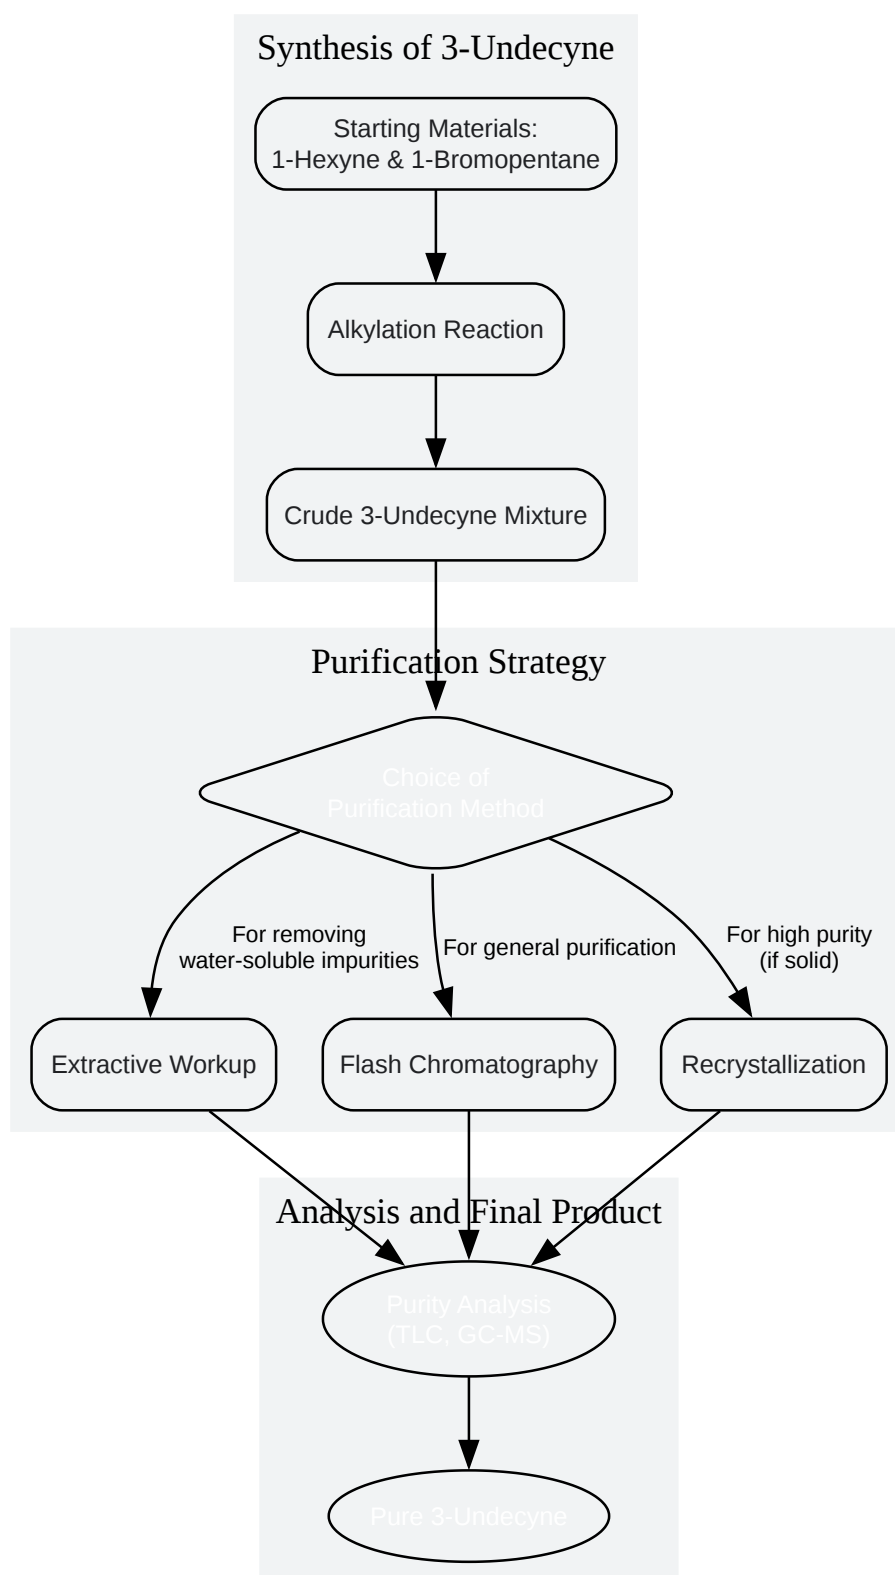 Synthesis of 3-Undecyne
Starting Materials:
1-Hexyne & 1-Bromopentane
Alkylation Reaction
Crude 3-Undecyne Mixture
Purification Strategy
Choice of
Purification Method
For removing
water-soluble impurities
For general purification
For high purity
(if solid)
Extractive Workup
Flash Chromatography
Recrystallization
Analysis and Final Product
Purity Analysis
(TLC, GC-MS)
Pure 3-Undecyne